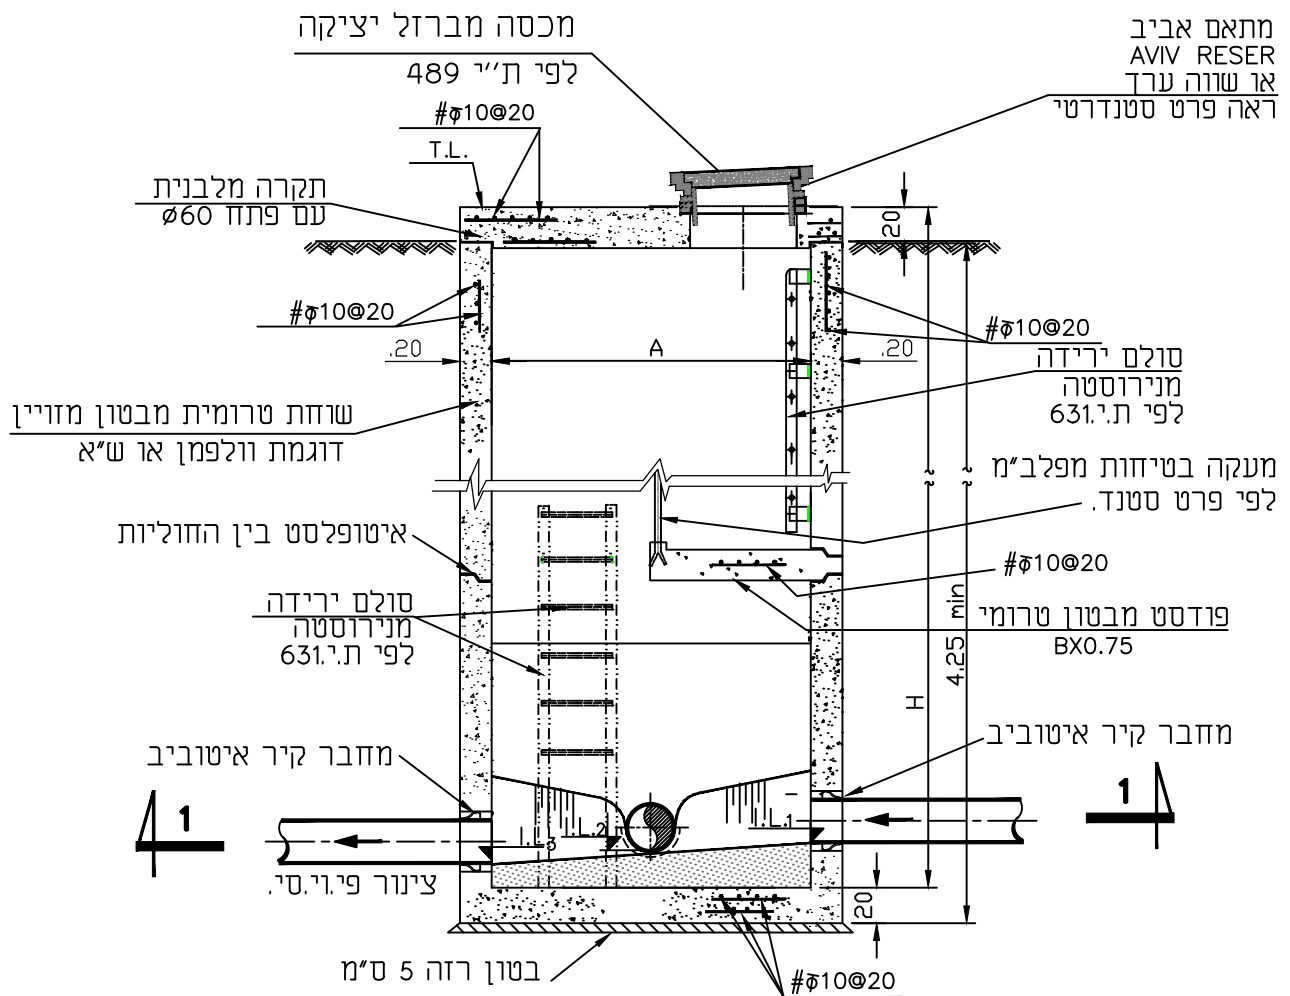 מכסה מברזל יציקה
לפי ת''י 489
מתאם אביב
AVIV RESER
או שווה ערך
ראה פרט סטנדרטי
# φ10@20
T.L.
תקרה מלבנית
עם פתח ø60
20
#φ10@20
#φ10@20
.20
A
.20
סולם ירידה
מנירוסטה
לפי ת.י.631
שוחת טרומית מבטון מזויין
דוגמת וולפמן או ש"א
מעקה בטיחות מפלב"מ
לפי פרט סטנד.
איטופלסט בין החוליות
#φ10@20
סולם ירידה
מנירוסטה
לפי ת.י.631
פודסט מבטון טרומי
BX0.75
4.25 min
H
מחבר קיר איטוביב
מחבר קיר איטוביב
1
1
I.L.1
I.L.2
I.L.3
צינור פי.וי.סי.
20
בטון רזה 5 ס"מ
#φ10@20